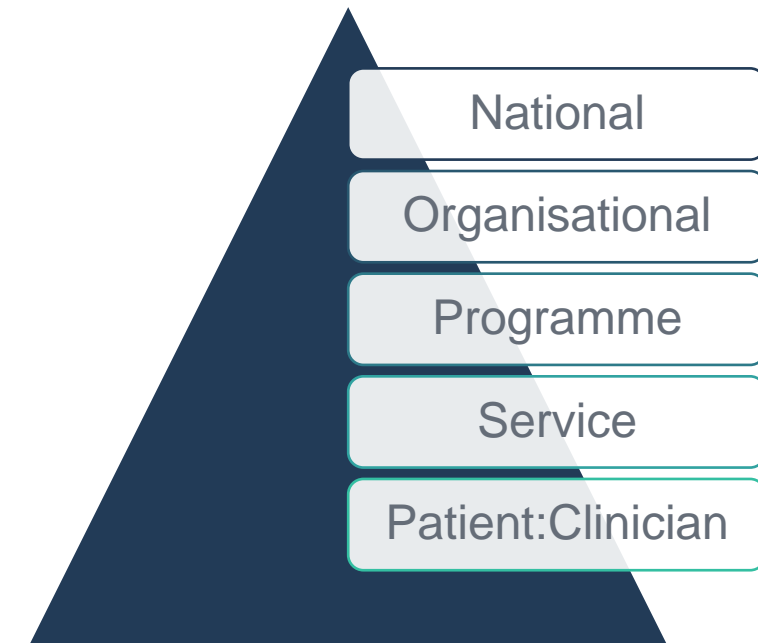 National
Organisational
Programme
Service
Patient:Clinician